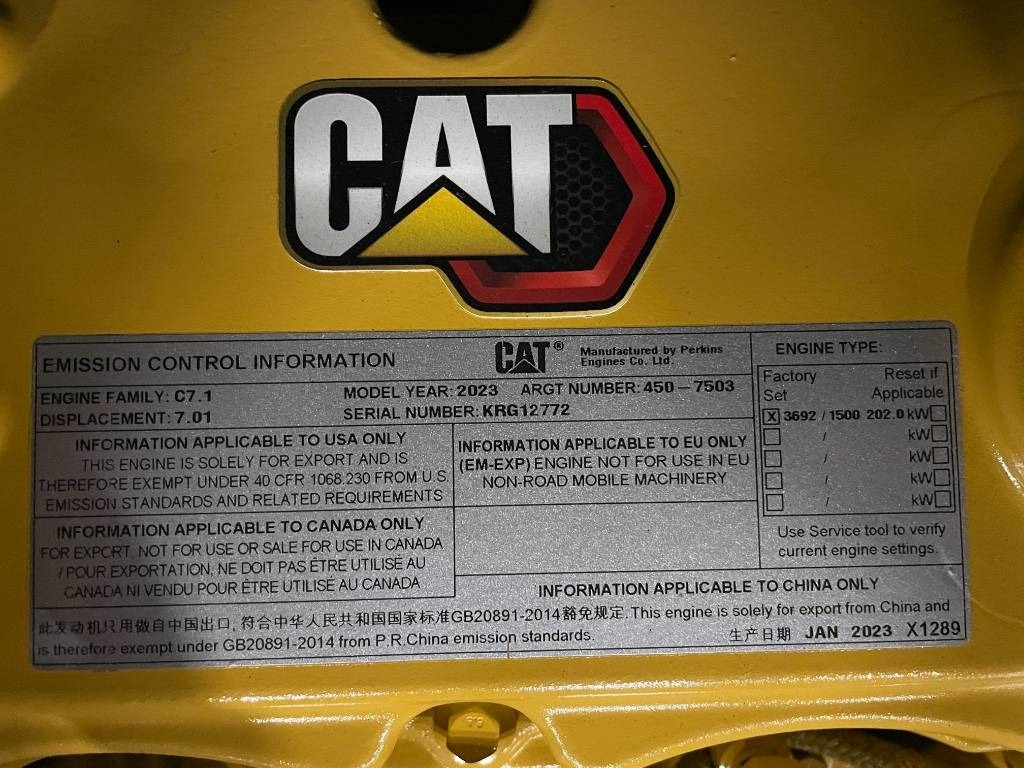 CAT
EMISSION CONTROL INFORMATION
CAT®
Manufactured by Perkins
Engines Co. Ltd.
ENGINE FAMILY: C7.1
DISPLACEMENT: 7.01
MODEL YEAR: 2023 ARGT NUMBER: 450 – 7503
SERIAL NUMBER: KRG12772
INFORMATION APPLICABLE TO USA ONLY
THIS ENGINE IS SOLELY FOR EXPORT AND IS
THEREFORE EXEMPT UNDER 40 CFR 1068.230 FROM U.S.
EMISSION STANDARDS AND RELATED REQUIREMENTS
INFORMATION APPLICABLE TO EU ONLY
(EM-EXP) ENGINE NOT FOR USE IN EU
NON-ROAD MOBILE MACHINERY
INFORMATION APPLICABLE TO CANADA ONLY
FOR EXPORT. NOT FOR USE OR SALE FOR USE IN CANADA
/ POUR EXPORTATION, NE DOIT PAS ÊTRE UTILISÉ AU
CANADA NI VENDU POUR ÊTRE UTILISÉ AU CANADA
ENGINE TYPE:
Factory Reset if
Set Applicable
X 3692 / 1500 202.0 kW
/ kW
/ kW
/ kW
/ kW
Use Service tool to verify
current engine settings.
INFORMATION APPLICABLE TO CHINA ONLY
此发动机只用做自中国出口, 符合中华人民共和国国家标准GB20891-2014豁免规定. This engine is solely for export from China and
is therefore exempt under GB20891-2014 from P.R.China emission standards.
生产日期 JAN 2023 X1289